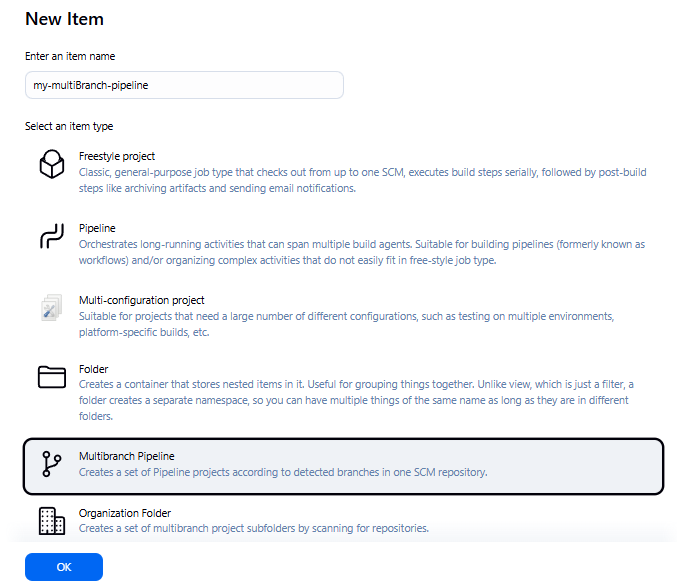 New Item
Enter an item name
my-multiBranch-pipeline
Select an item type
Freestyle project
Classic, general-purpose job type that checks out from up to one SCM, executes build steps serially, followed by post-build
steps like archiving artifacts and sending email notifications.
Pipeline
Orchestrates long-running activities that can span multiple build agents. Suitable for building pipelines (formerly known as
workflows) and/or organizing complex activities that do not easily fit in free-style job type.
Multi-configuration project
Suitable for projects that need a large number of different configurations, such as testing on multiple environments,
platform-specific builds, etc.
Folder
Creates a container that stores nested items in it. Useful for grouping things together. Unlike view, which is just a filter, a
folder creates a separate namespace, so you can have multiple things of the same name as long as they are in different
folders.
Multibranch Pipeline
Creates a set of Pipeline projects according to detected branches in one SCM repository.
Organization Folder
Creates a set of multibranch project subfolders by scanning for repositories.
OK